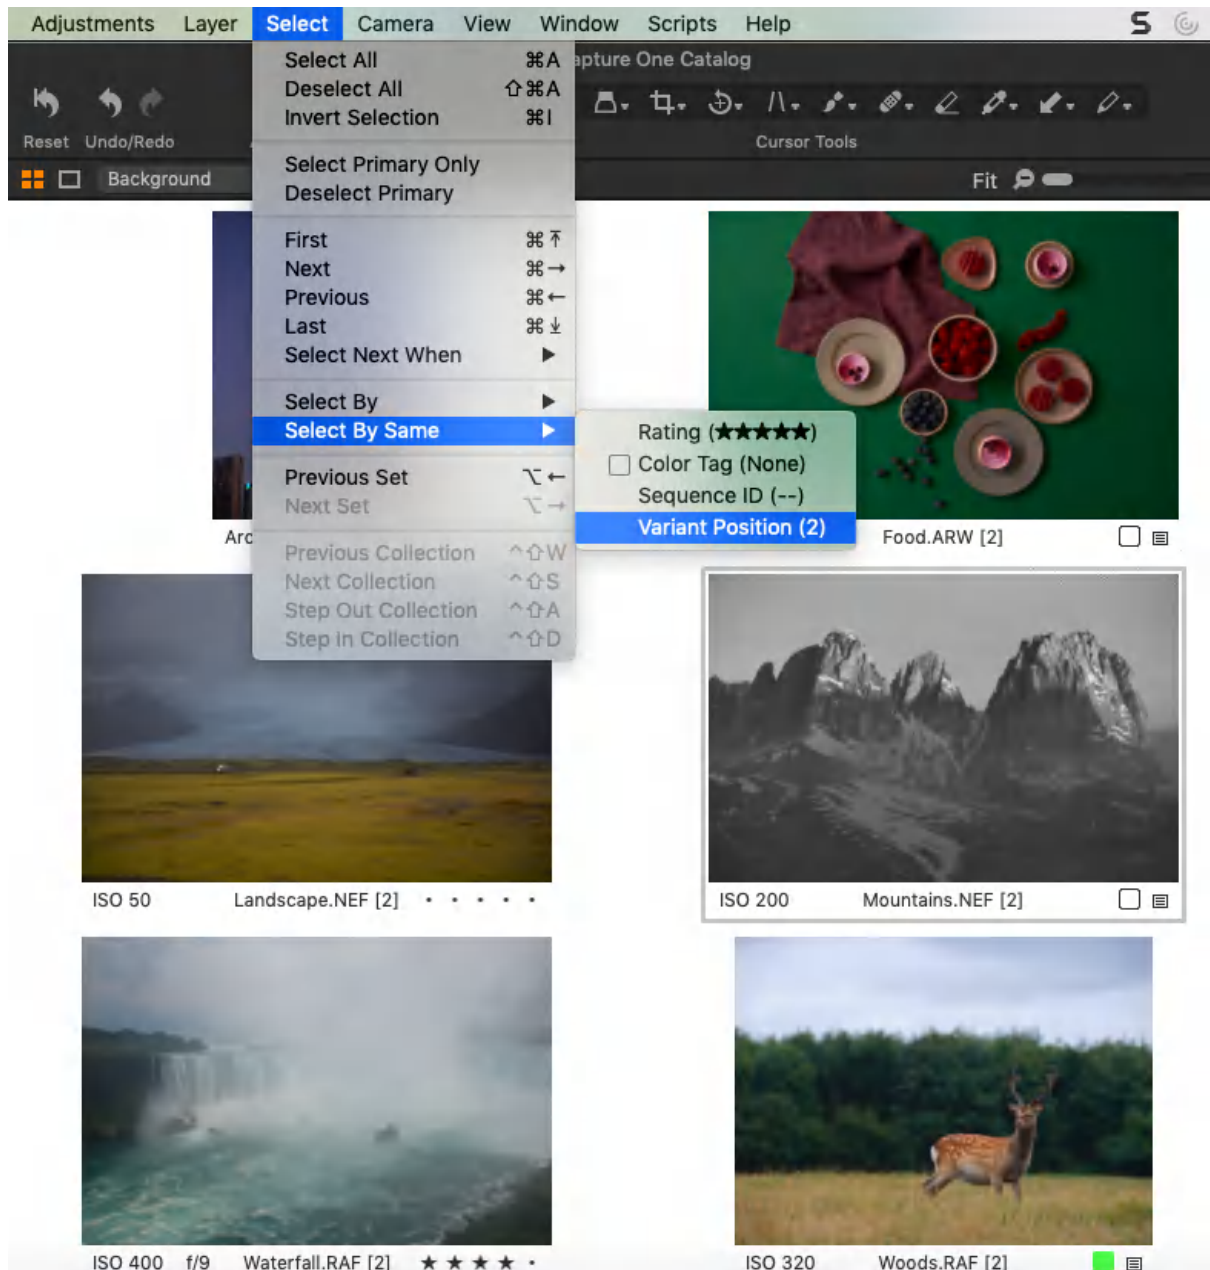 Adjustments Layer Select Camera View Window Scripts Help
Select All ⌘A
Deselect All ⇧⌘A
Invert Selection ⌘I
Select Primary Only
Deselect Primary
First ⌘⤒
Next ⌘→
Previous ⌘←
Last ⌘⤓
Select Next When ▶
Select By ▶
Select By Same ▶
Previous Set ⌥←
Next Set ⌥→
Previous Collection ^⇧W
Next Collection ^⇧S
Step Out Collection ^⇧A
Step In Collection ^⇧D
Rating (★★★★★)
Color Tag (None)
Sequence ID (--)
Variant Position (2)
One Catalog
Reset Undo/Redo
Cursor Tools
Background
Fit
Food.ARW [2]
ISO 50 Landscape.NEF [2] • • • • •
ISO 200 Mountains.NEF [2]
ISO 400 f/9 Waterfall.RAF [2] ★ ★ ★ ★ •
ISO 320 Woods.RAF [2]